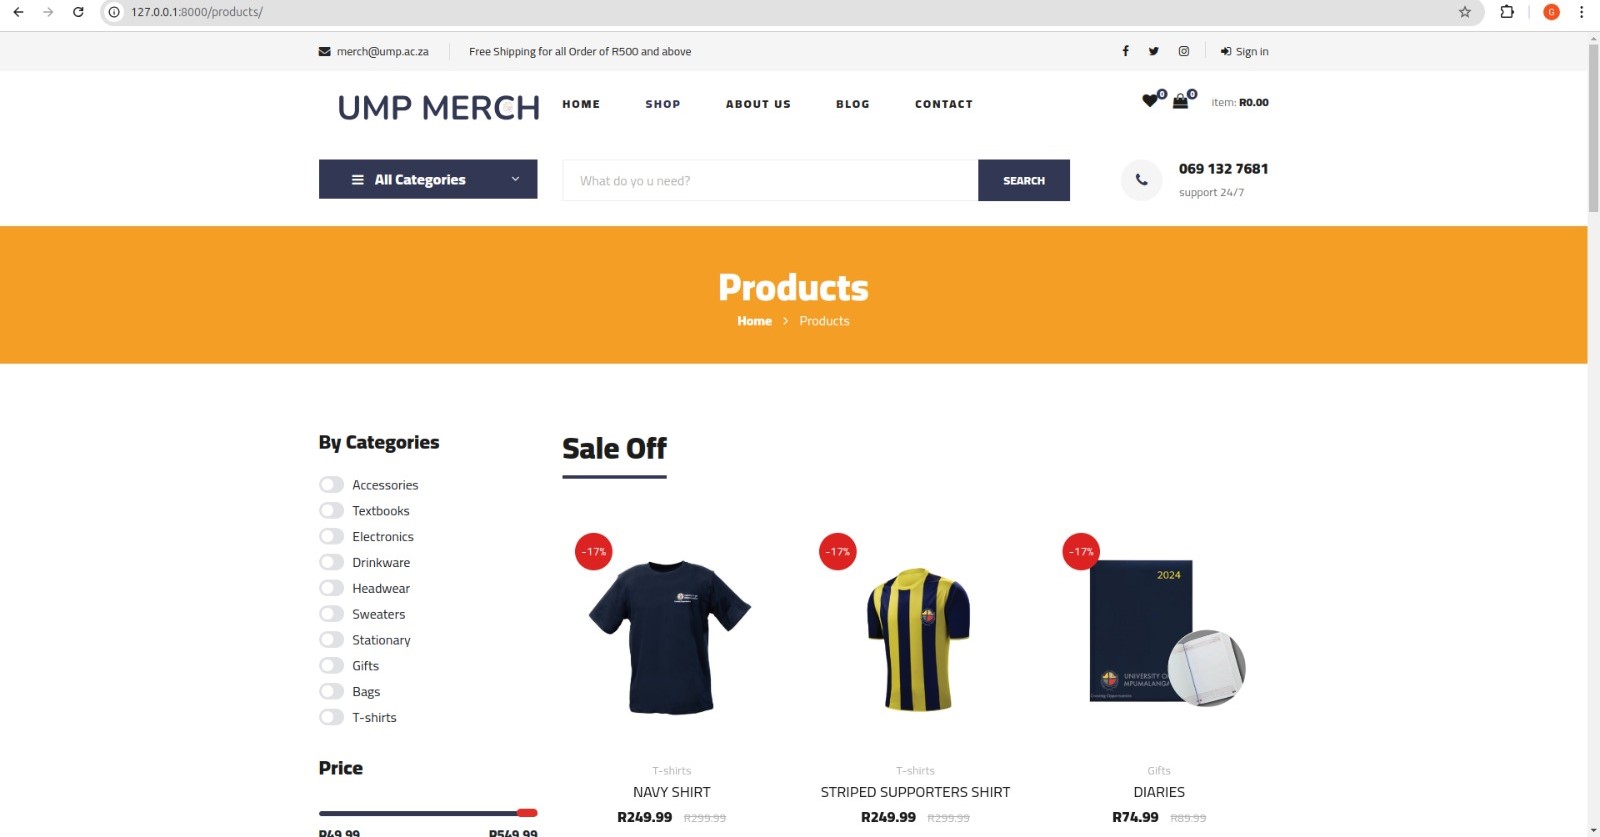 127.0.0.1:8000/products/
G
merch@ump.ac.za Free Shipping for all Order of R500 and above Sign in
UMP MERCH HOME SHOP ABOUT US BLOG CONTACT 0 0 item: R0.00
All Categories What do yo u need? SEARCH 069 132 7681
support 24/7
Products
Home > Products
By Categories
Accessories
Textbooks
Electronics
Drinkware
Headwear
Sweaters
Stationary
Gifts
Bags
T-shirts
Price
R49.99 R549.99
Sale Off
-17%
T-shirts
NAVY SHIRT
R249.99 R299.99
-17%
T-shirts
STRIPED SUPPORTERS SHIRT
R249.99 R299.99
-17%
2024
UNIVERSITY O
MPUMALANGA
Creating Opportunities
Gifts
DIARIES
R74.99 R89.99